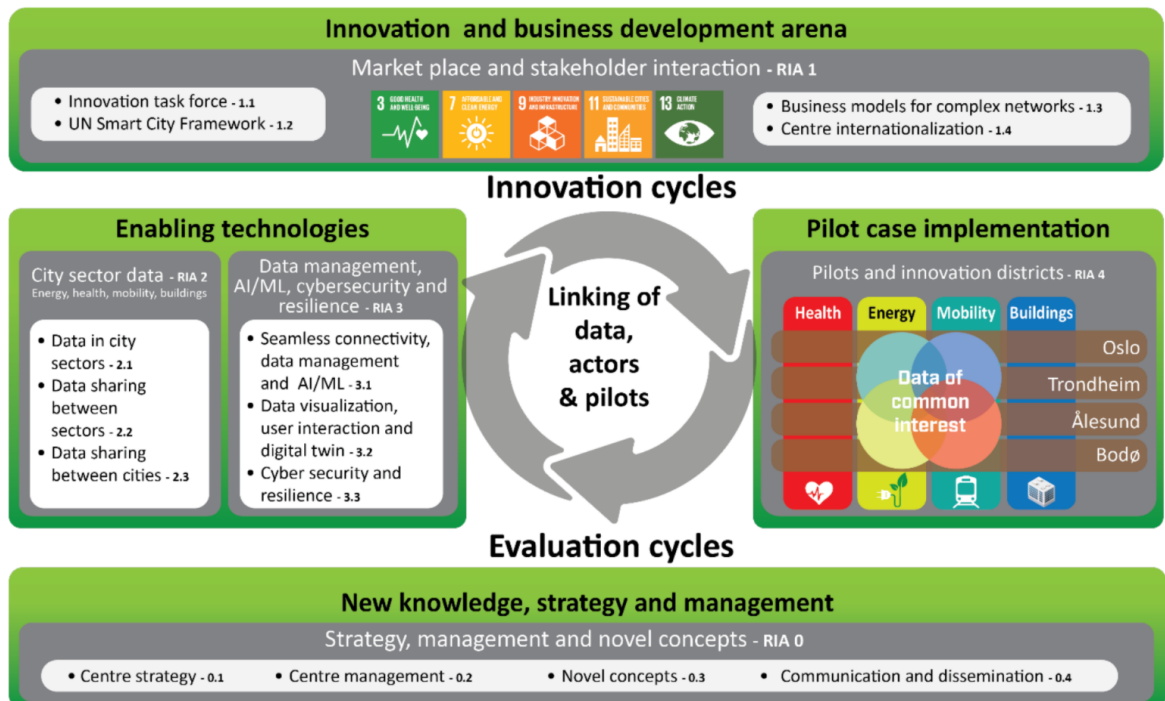 Innovation and business development arena
Market place and stakeholder interaction - RIA 1
• Innovation task force - 1.1
• UN Smart City Framework - 1.2
3 GOOD HEALTH
AND WELL-BEING
7 AFFORDABLE AND
CLEAN ENERGY
9 INDUSTRY, INNOVATION
AND INFRASTRUCTURE
11 SUSTAINABLE CITIES
AND COMMUNITIES
13 CLIMATE
ACTION
• Business models for complex networks - 1.3
• Centre internationalization - 1.4
Innovation cycles
Enabling technologies
City sector data - RIA 2
Energy, health, mobility, buildings
• Data in city
sectors - 2.1
• Data sharing
between
sectors - 2.2
• Data sharing
between cities - 2.3
Data management,
AI/ML, cybersecurity and
resilience - RIA 3
• Seamless connectivity,
data management
and AI/ML - 3.1
• Data visualization,
user interaction and
digital twin - 3.2
• Cyber security and
resilience - 3.3
Linking of
data,
actors
& pilots
Pilot case implementation
Pilots and innovation districts - RIA 4
Health Energy Mobility Buildings
Oslo
Trondheim
Ålesund
Bodø
Data of
common
interest
Evaluation cycles
New knowledge, strategy and management
Strategy, management and novel concepts - RIA 0
• Centre strategy - 0.1 • Centre management - 0.2 • Novel concepts - 0.3 • Communication and dissemination - 0.4